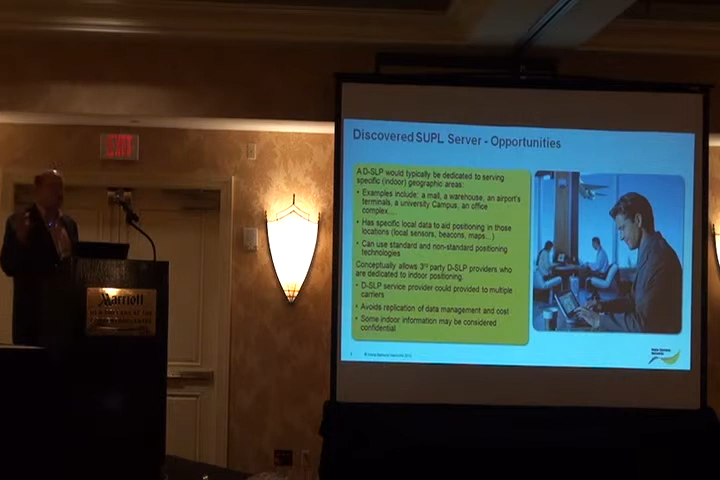 EXIT
Discovered SUPL Server - Opportunities
A D-SLP would typically be dedicated to serving
specific (indoor) geographic areas:
• Examples include: a mall, a warehouse, an airport's
terminals, a university Campus, an office
complex....
• Has specific local data to aid positioning in those
locations (local sensors, beacons, maps...)
• Can use standard and non-standard positioning
technologies
Conceptually allows 3rd party D-SLP providers who
are dedicated to indoor positioning.
• D-SLP service provider could provided to multiple
carriers
• Avoids replication of data management and cost
• Some indoor information may be considered
confidential
Nokia Siemens
Networks
Marriott